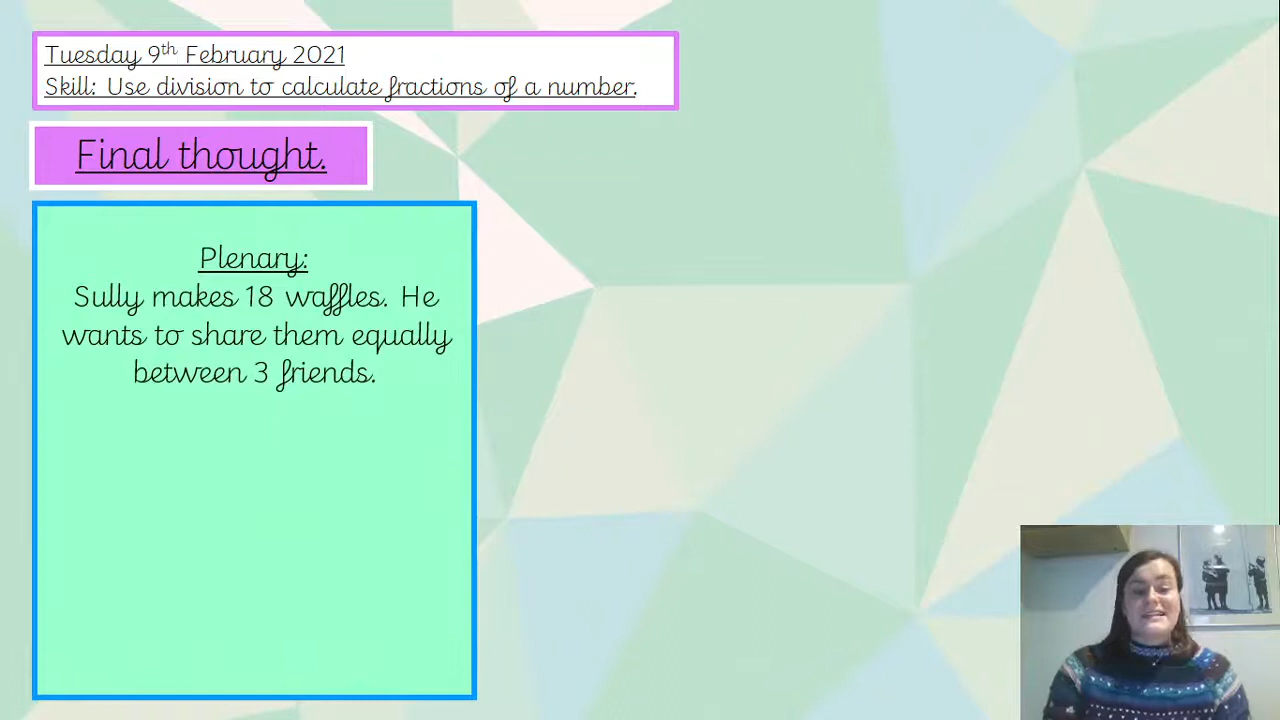 Tuesday 9th February 2021
Skill: Use division to calculate fractions of a number.
Final thought.
Plenary:
Sully makes 18 waffles. He
wants to share them equally
between 3 friends.